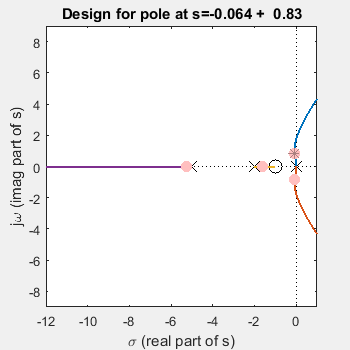 Design for pole at s=-0.064 + 0.83
8
6
4
2
0
-2
-4
-6
-8
jω (imag part of s)
-12 -10 -8 -6 -4 -2 0
σ (real part of s)